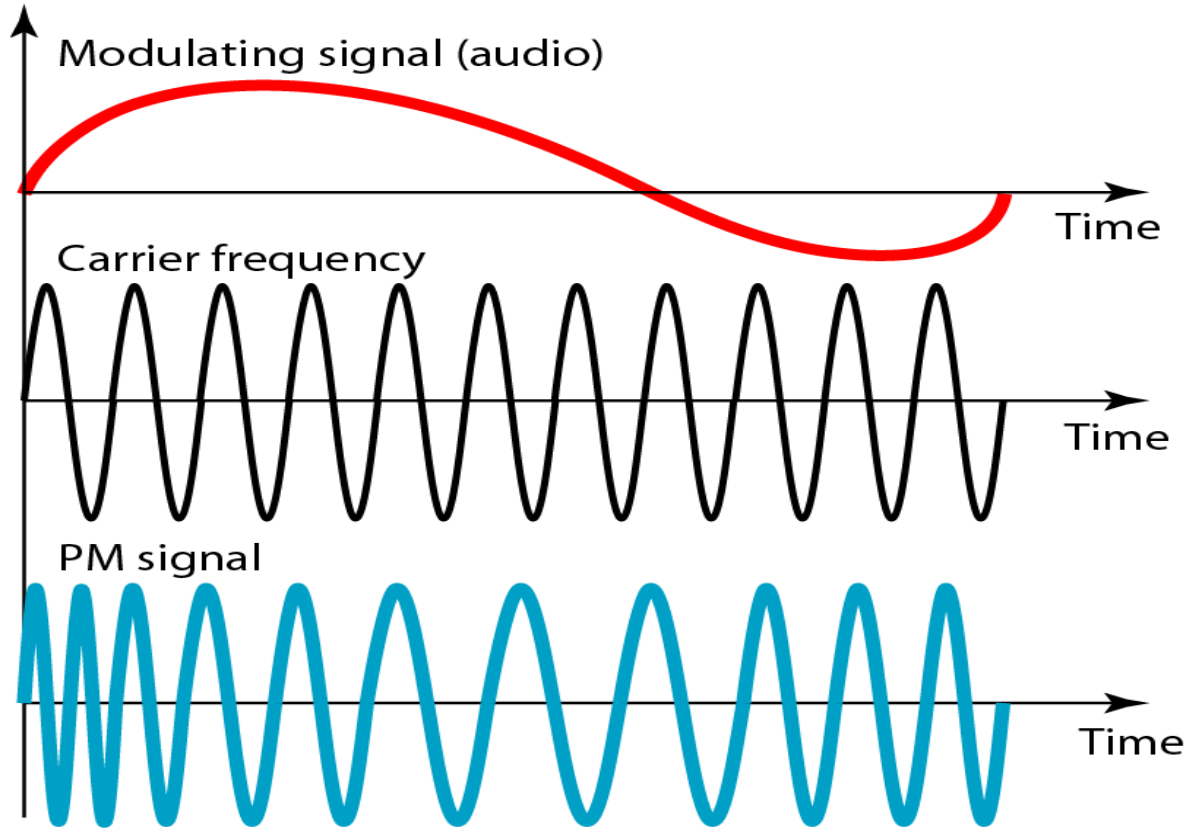 Modulating signal (audio)
Time
Carrier frequency
Time
PM signal
Time